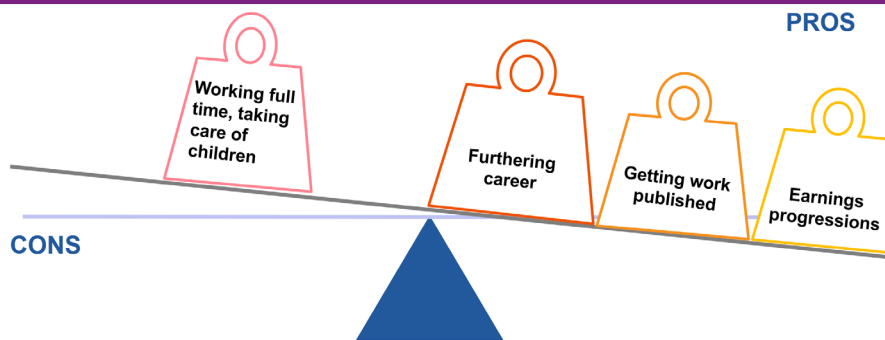 PROS
Working full
time, taking
care of
children
Furthering
career
Getting work
published
Earnings
progressions
CONS